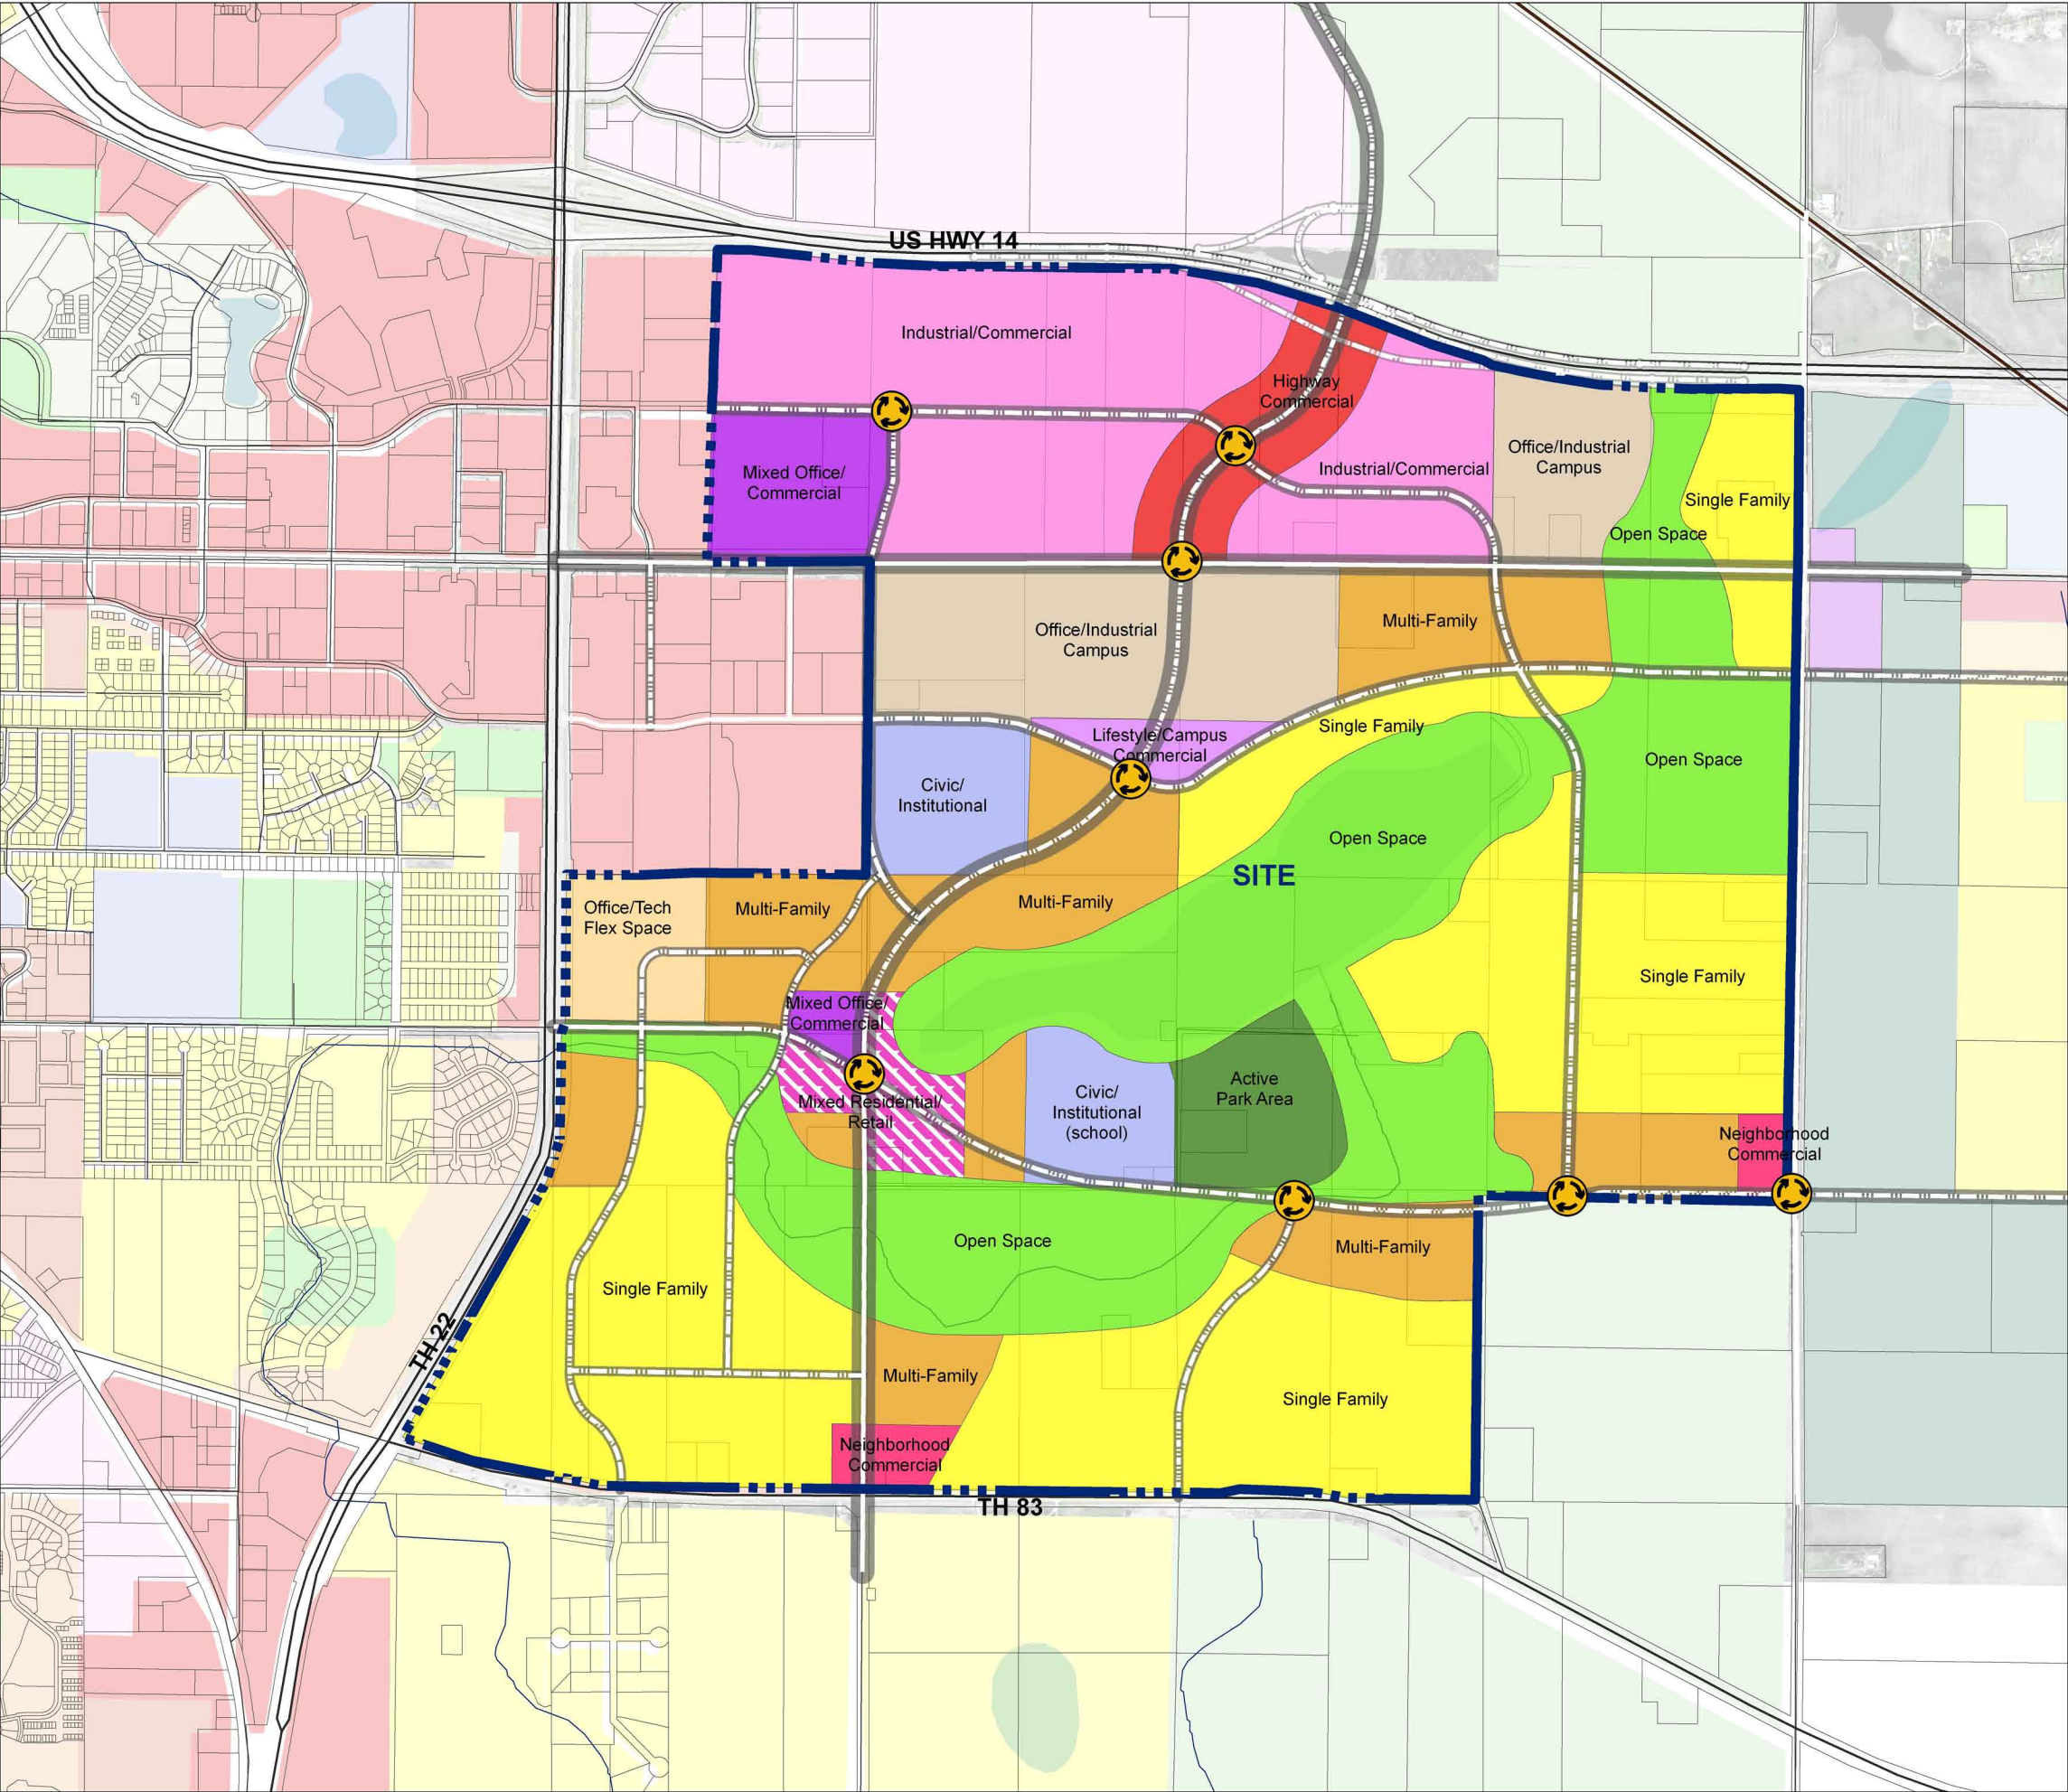 US HWY 14
Industrial/Commercial
Highway
Commercial
Mixed Office/
Commercial
Industrial/Commercial
Office/Industrial
Campus
Single Family
Open Space
Office/Industrial
Campus
Multi-Family
Single Family
Lifestyle/Campus
Commercial
Open Space
Civic/
Institutional
Open Space
SITE
Office/Tech
Flex Space
Multi-Family
Multi-Family
Single Family
Mixed Office/
Commercial
Mixed Residential/
Retail
Civic/
Institutional
(school)
Active
Park Area
Neighborhood
Commercial
Open Space
Multi-Family
Single Family
TH 22
Multi-Family
Single Family
Neighborhood
Commercial
TH 83